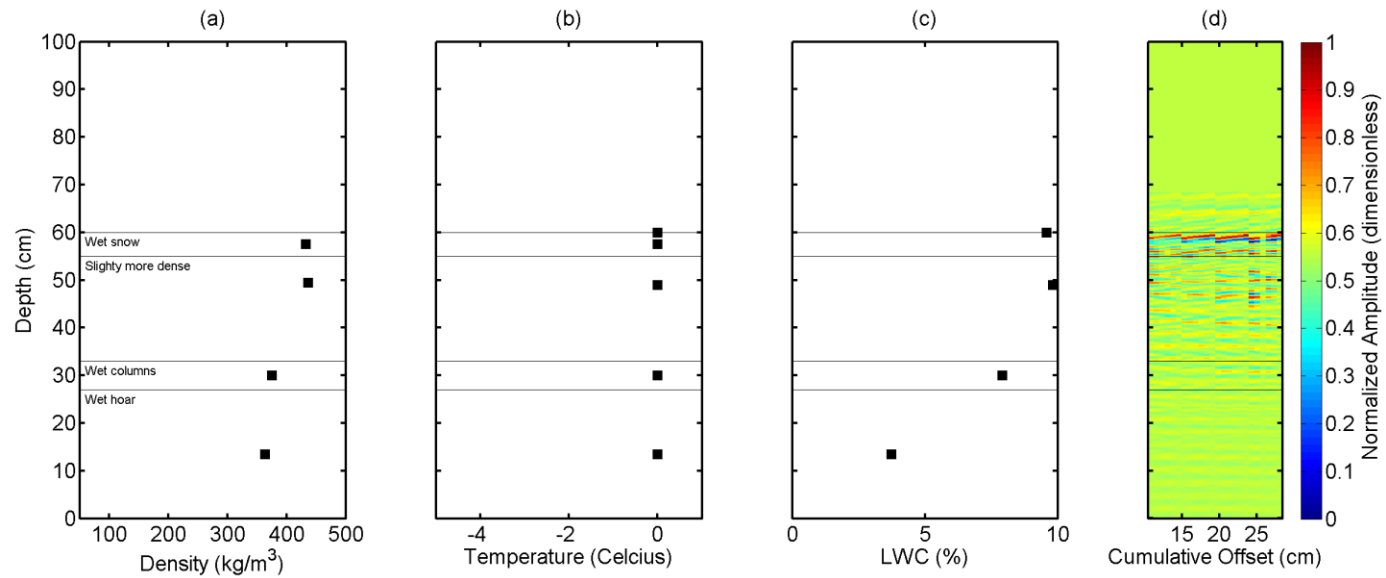 (a)
(b)
(c)
(d)
Depth (cm)
100
90
80
70
60
50
40
30
20
10
0
Wet snow
Slighty more dense
Wet columns
Wet hoar
100 200 300 400 500
Density (kg/m³)
-4 -2 0
Temperature (Celcius)
0 5 10
LWC (%)
15 20 25
Cumulative Offset (cm)
1
0.9
0.8
0.7
0.6
0.5
0.4
0.3
0.2
0.1
0
Normalized Amplitude (dimensionless)